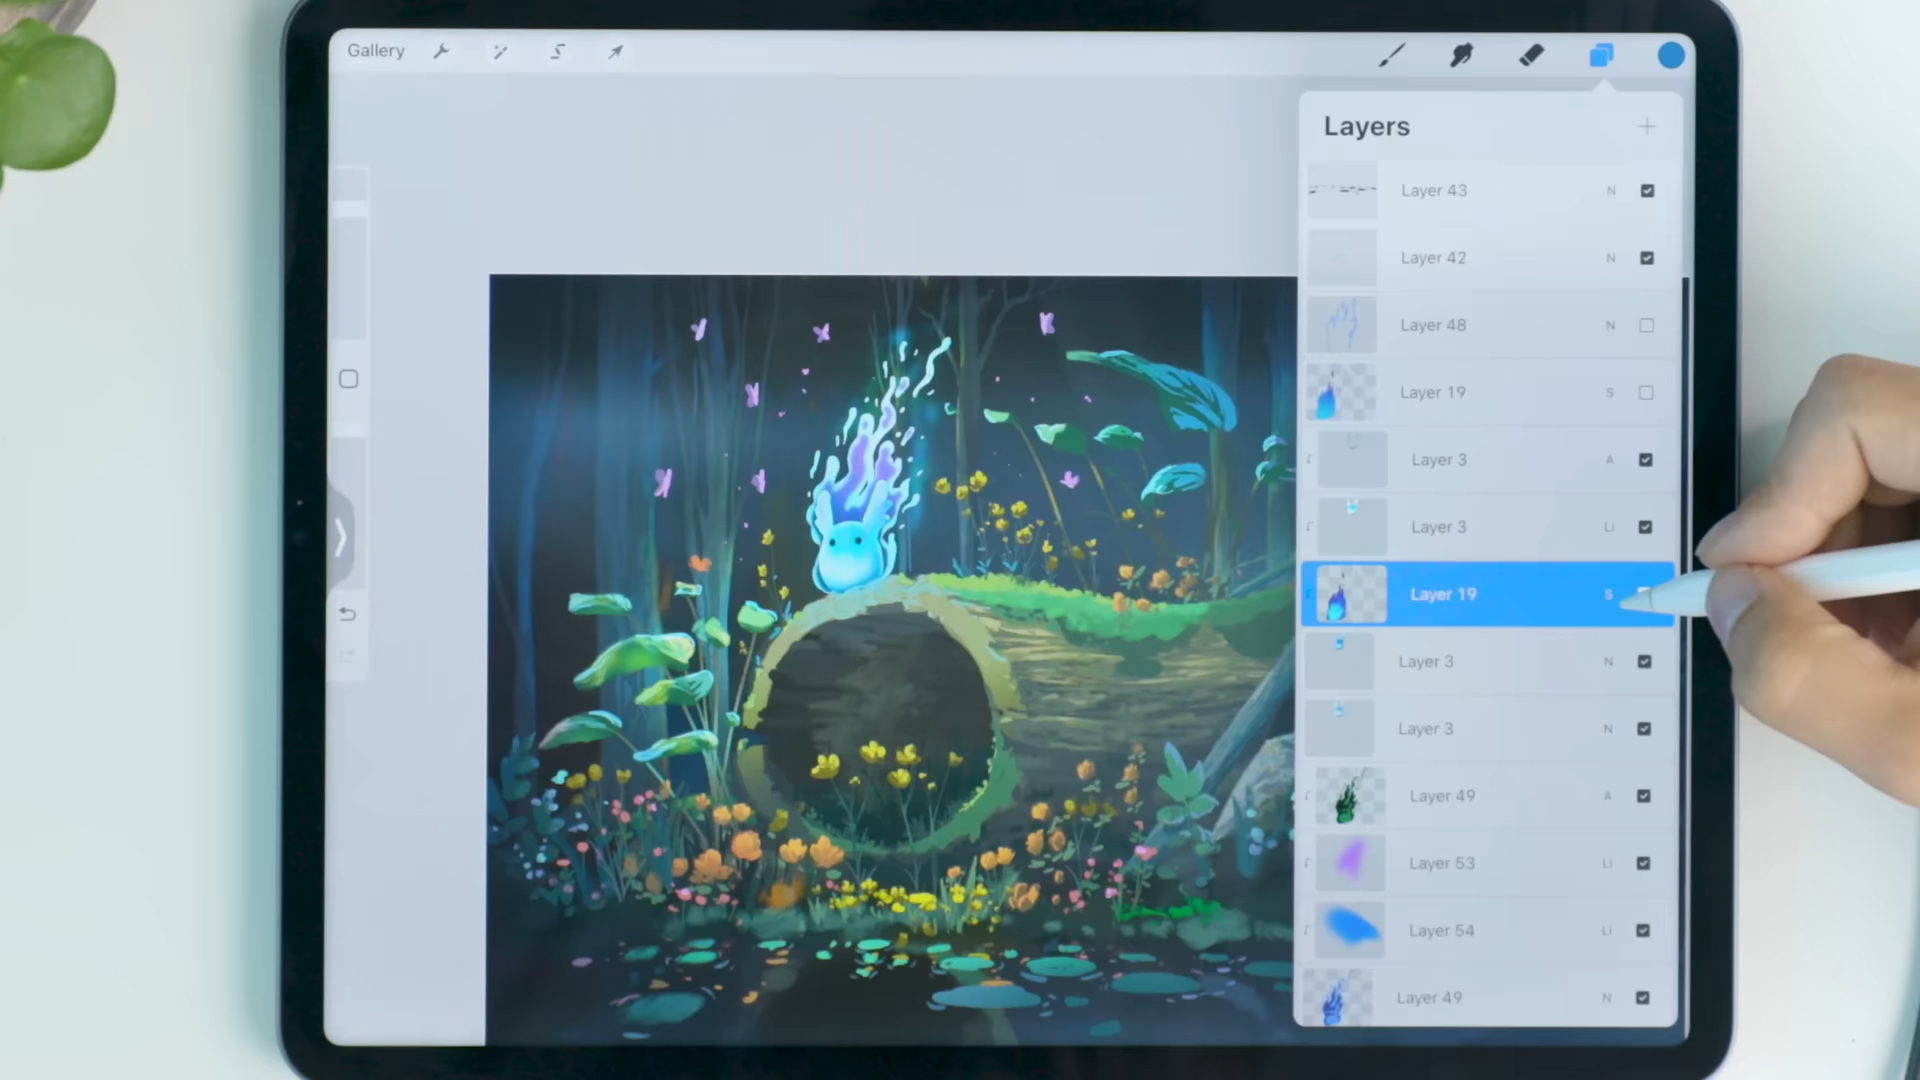 Gallery
Layers
Layer 43 N
Layer 42 N
Layer 48 N
Layer 19 S
Layer 3 A
Layer 3 Li
Layer 19 S
Layer 3 N
Layer 3 N
Layer 49 A
Layer 53 Li
Layer 54 Li
Layer 49 N